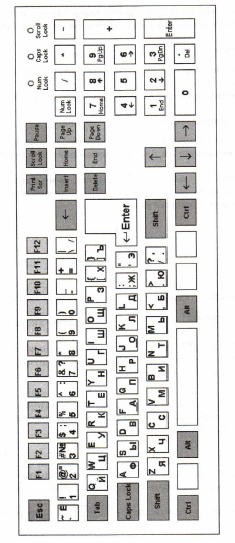 Esc F1 F2 F3 F4 F5 F6 F7 F8 F9 F10 F11 F12 Print Scr Scroll Lock Pause Num Lock Caps Lock Scroll Lock
~ Ё ! 1 @" 2 #№ 3 $ ; 4 % 5 ^ : 6 &? 7 * 8 ( 9 ) 0 _ - + = | \ / ← Insert Home Page Up Num Lock / * -
Tab Q Й W Ц E У R К T Е Y Н U Г I Ш O Щ P З { Х } Ъ ← Enter Delete End Page Down 7 Home 8 ↑ 9 PgUp +
Caps Lock A Ф S Ы D В F А G П H Р J О K Л L Д : ; Ж " ' Э 4 ← 5 6 →
Shift Z Я X Ч C С V М B И N Т M Ь < , Б > . Ю ? / . Shift ↑ 1 End 2 ↓ 3 PgDn Enter
Ctrl Alt Alt Ctrl ← ↓ → 0 . Del